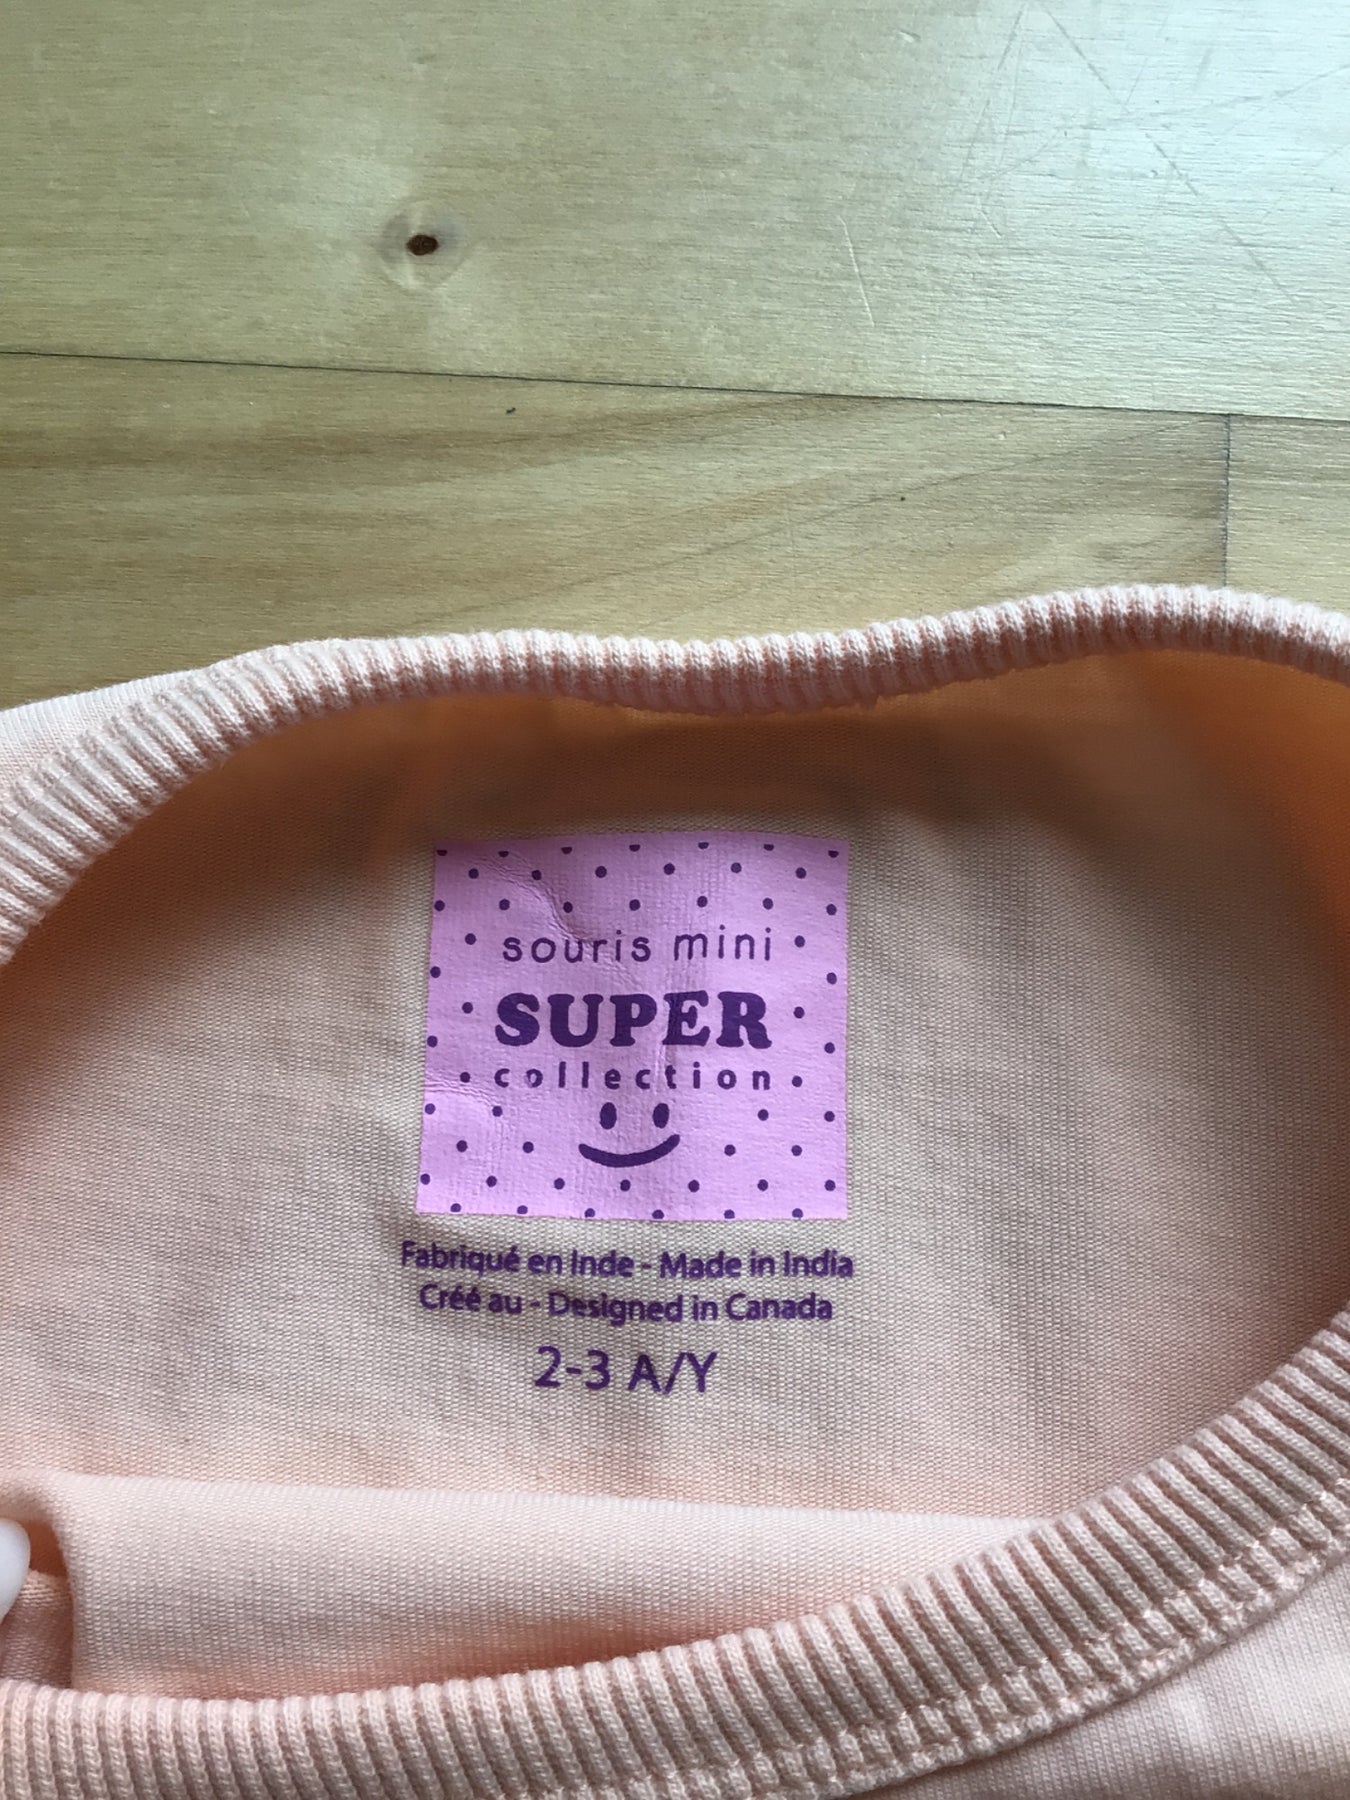 souris mini
SUPER
collection
Fabriqué en Inde - Made in India
Créé au - Designed in Canada
2-3 A/Y